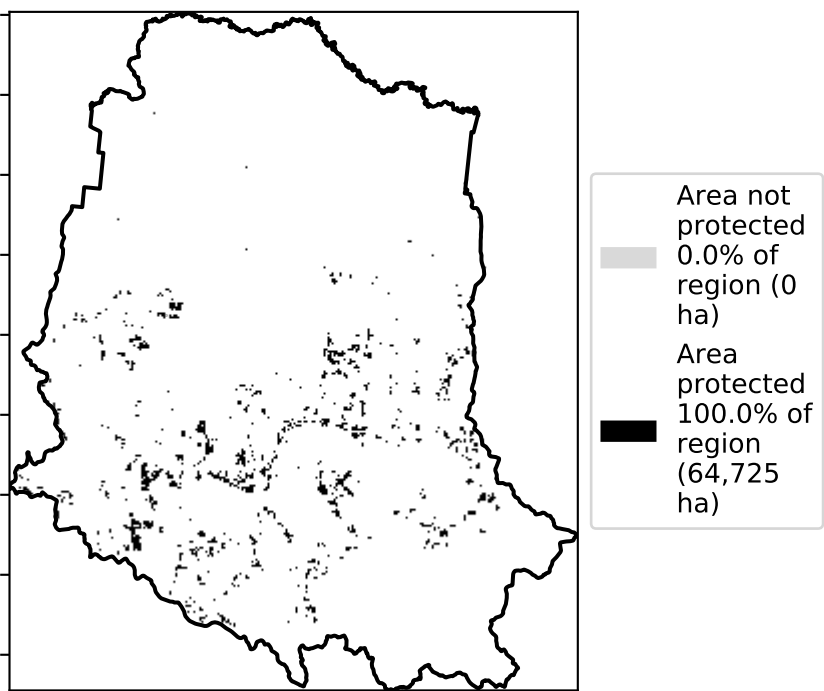 Area not
protected
0.0% of
region (0
ha)
Area
protected
100.0% of
region
(64,725
ha)